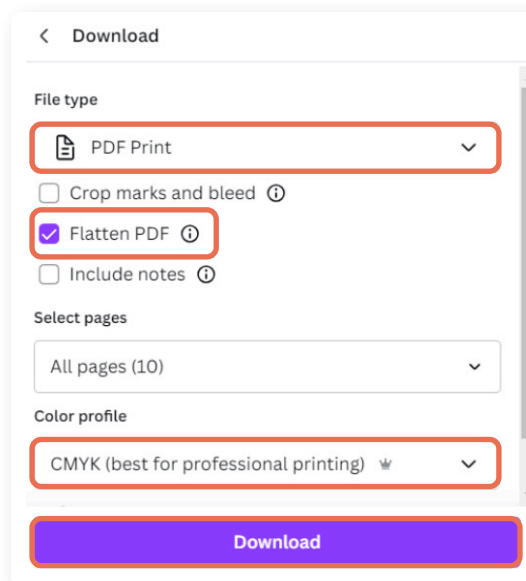 Download
File type
PDF Print
Crop marks and bleed
Flatten PDF
Include notes
Select pages
All pages (10)
Color profile
CMYK (best for professional printing)
Download